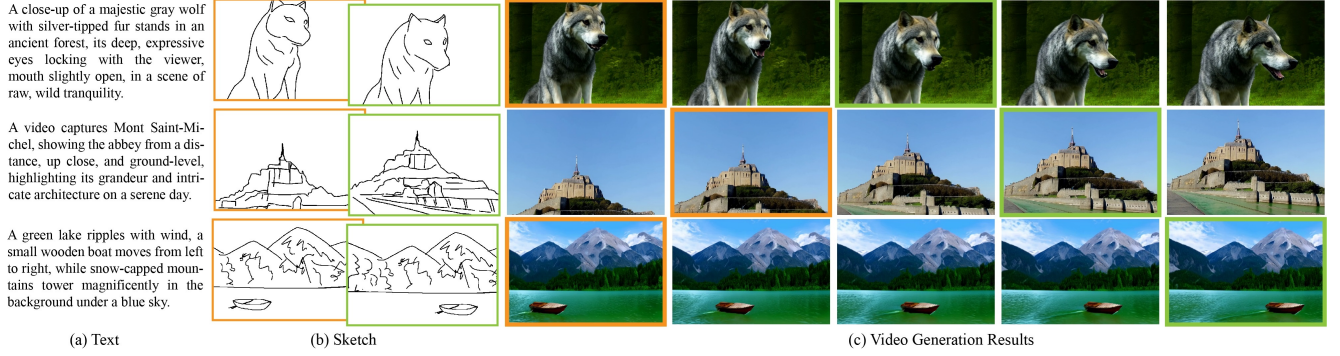 A close-up of a majestic gray wolf
with silver-tipped fur stands in an
ancient forest, its deep, expressive
eyes locking with the viewer,
mouth slightly open, in a scene of
raw, wild tranquility.
A video captures Mont Saint-Mi-
chel, showing the abbey from a dis-
tance, up close, and ground-level,
highlighting its grandeur and intri-
cate architecture on a serene day.
A green lake ripples with wind, a
small wooden boat moves from left
to right, while snow-capped moun-
tains tower magnificently in the
background under a blue sky.
(a) Text
(b) Sketch
(c) Video Generation Results